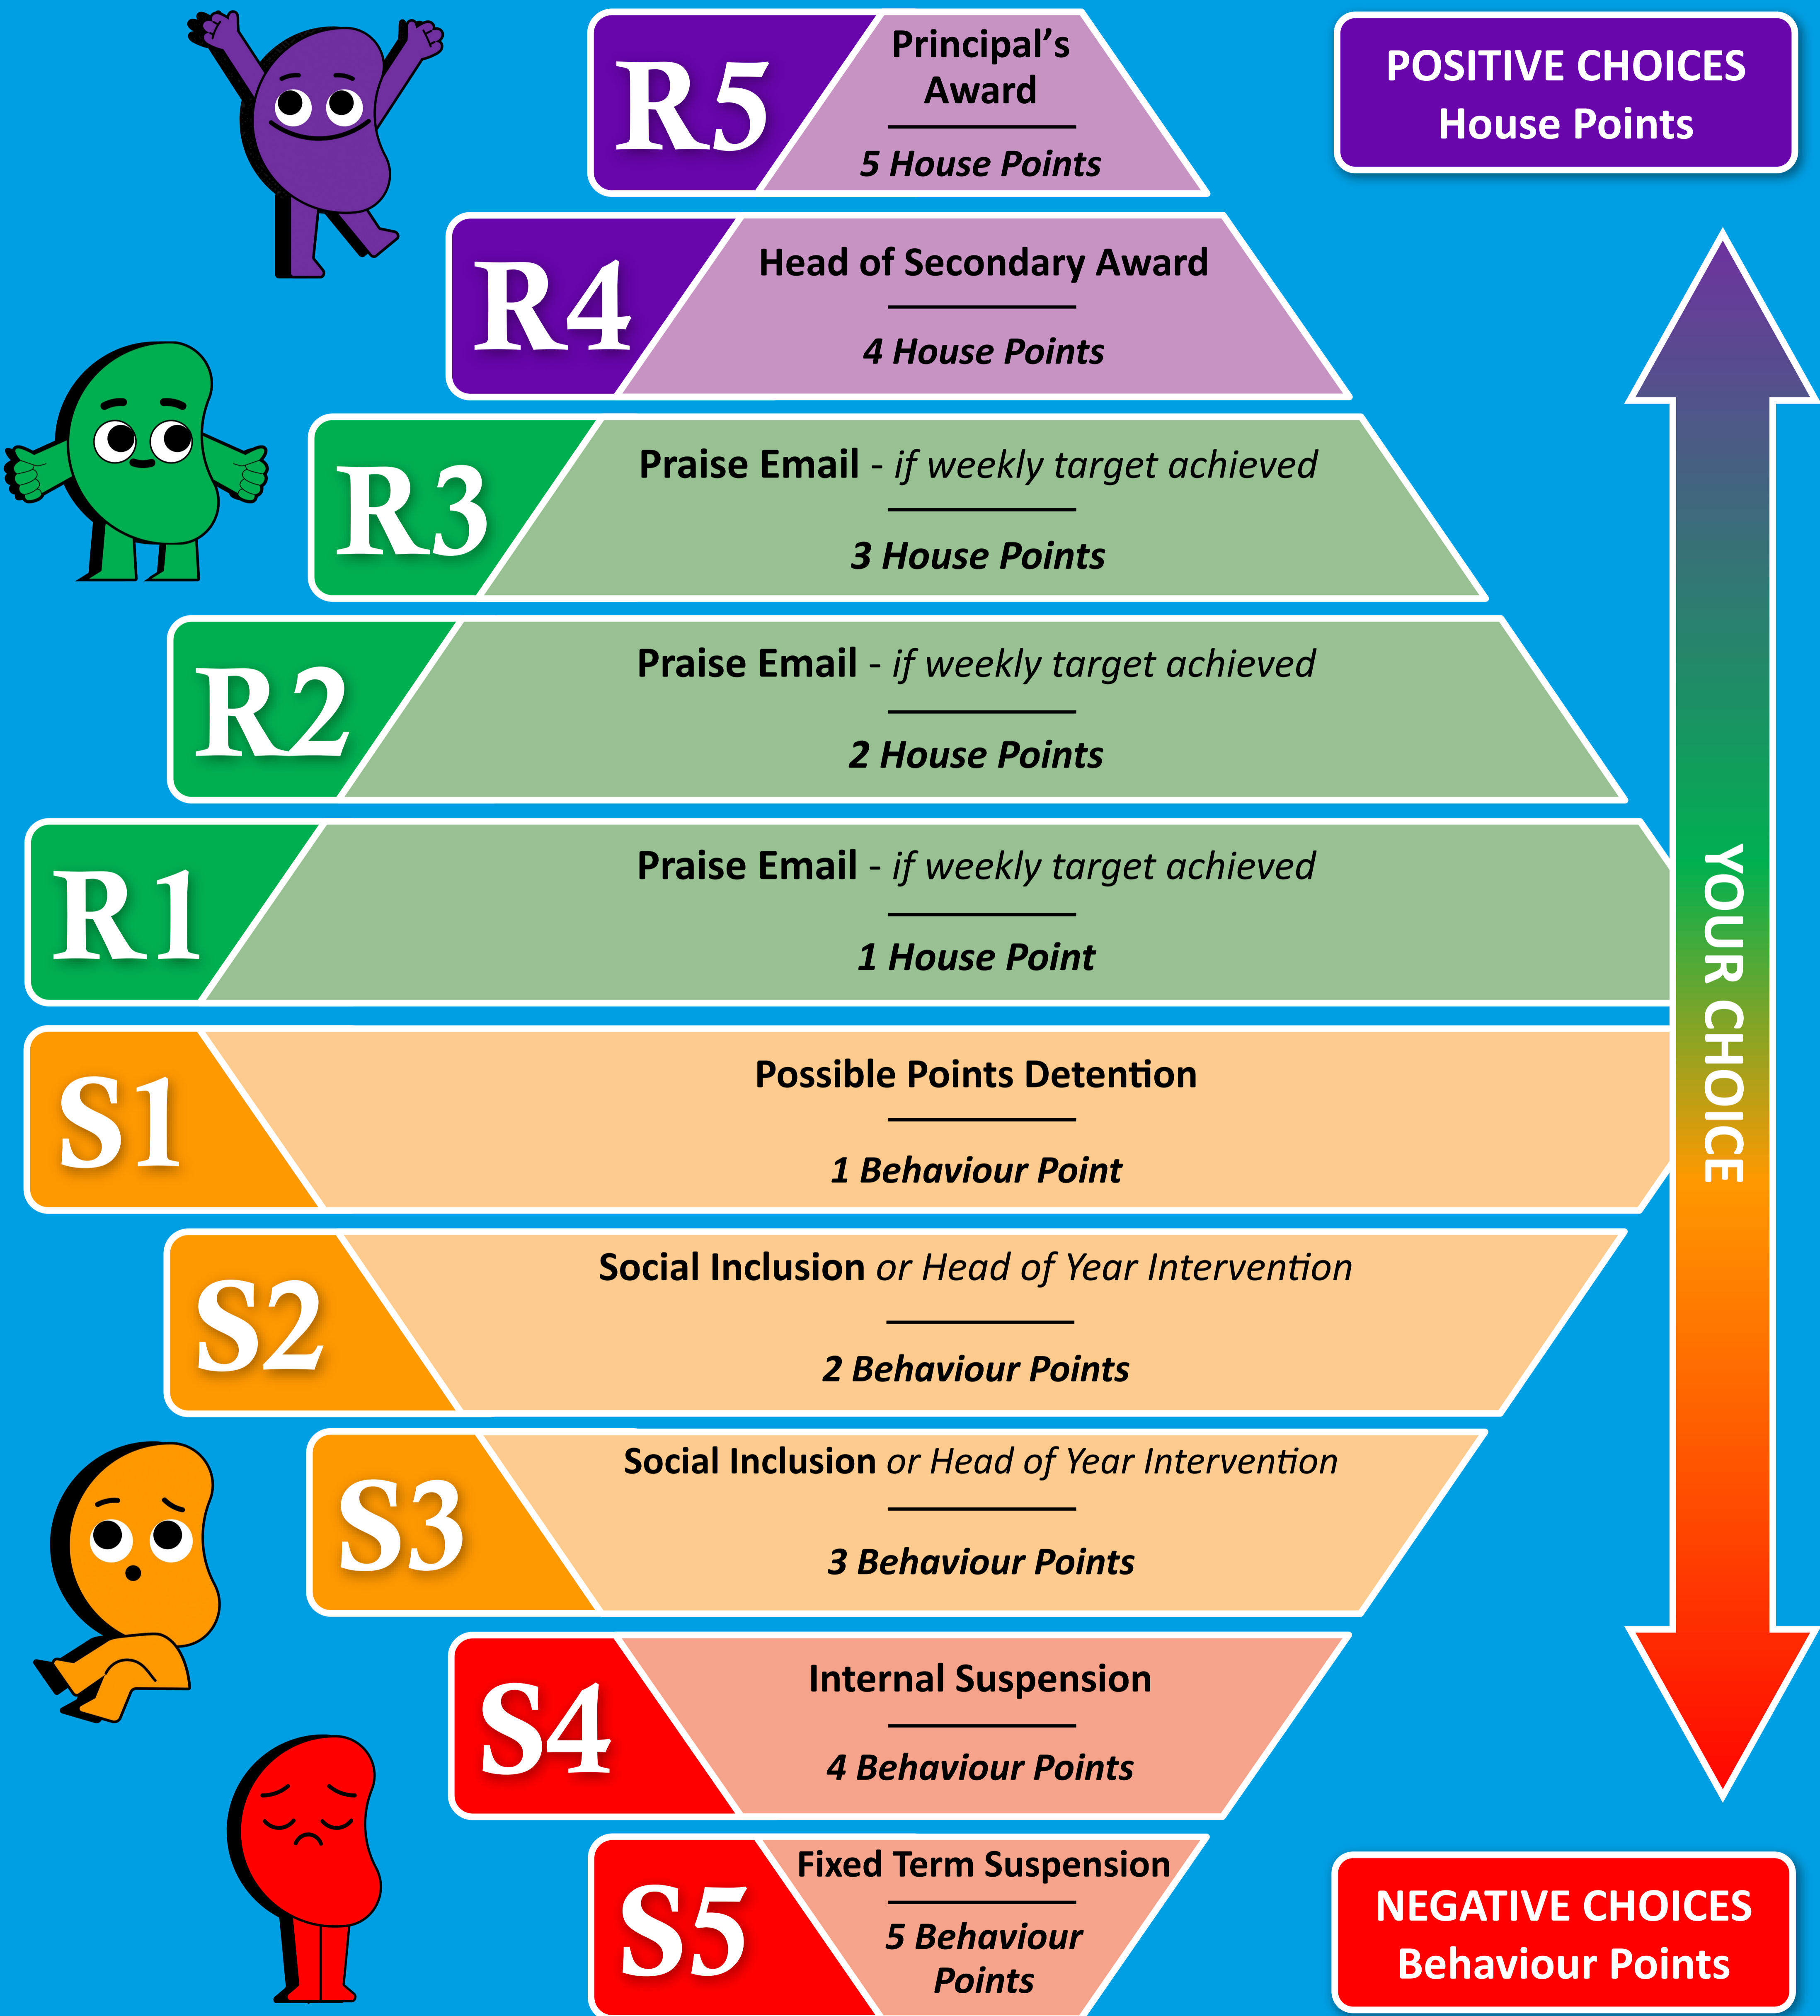 R5
Principal's
Award
5 House Points
POSITIVE CHOICES
House Points
R4
Head of Secondary Award
4 House Points
R3
Praise Email - if weekly target achieved
3 House Points
R2
Praise Email - if weekly target achieved
2 House Points
R1
Praise Email - if weekly target achieved
1 House Point
YOUR CHOICE
S1
Possible Points Detention
1 Behaviour Point
S2
Social Inclusion or Head of Year Intervention
2 Behaviour Points
S3
Social Inclusion or Head of Year Intervention
3 Behaviour Points
S4
Internal Suspension
4 Behaviour Points
S5
Fixed Term Suspension
5 Behaviour
Points
NEGATIVE CHOICES
Behaviour Points